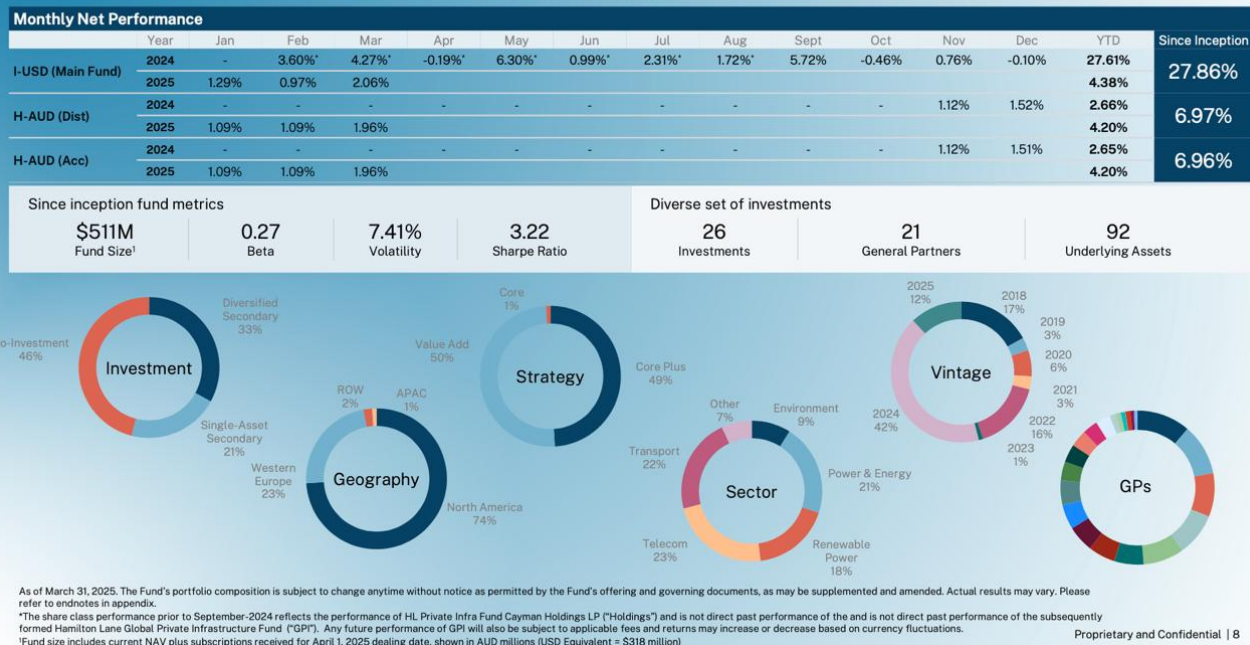 Monthly Net Performance
Year Jan Feb Mar Apr May Jun Jul Aug Sept Oct Nov Dec YTD Since Inception
I-USD (Main Fund) 2024 - 3.60%* 4.27%* -0.19%* 6.30%* 0.99%* 2.31%* 1.72%* 5.72% -0.46% 0.76% -0.10% 27.61% 27.86%
2025 1.29% 0.97% 2.06% 4.38%
H-AUD (Dist) 2024 - - - - - - - - - - 1.12% 1.52% 2.66% 6.97%
2025 1.09% 1.09% 1.96% 4.20%
H-AUD (Acc) 2024 - - - - - - - - - - 1.12% 1.51% 2.65% 6.96%
2025 1.09% 1.09% 1.96% 4.20%
Since inception fund metrics
$511M 0.27 7.41% 3.22
Fund Size¹ Beta Volatility Sharpe Ratio
Diverse set of investments
26 21 92
Investments General Partners Underlying Assets
Investment
Diversified
Secondary
33%
o-Investment
46%
Single-Asset
Secondary
21%
Geography
ROW
2%
APAC
1%
Western
Europe
23%
North America
74%
Strategy
Core
1%
Value Add
50%
Core Plus
49%
Sector
Other
7%
Environment
9%
Transport
22%
Power & Energy
21%
Telecom
23%
Renewable
Power
18%
Vintage
2025
12%
2018
17%
2019
3%
2020
6%
2021
3%
2022
16%
2023
1%
2024
42%
GPs
As of March 31, 2025. The Fund's portfolio composition is subject to change anytime without notice as permitted by the Fund's offering and governing documents, as may be supplemented and amended. Actual results may vary. Please
refer to endnotes in appendix.
*The share class performance prior to September-2024 reflects the performance of HL Private Infra Fund Cayman Holdings LP ("Holdings") and is not direct past performance of the and is not direct past performance of the subsequently
formed Hamilton Lane Global Private Infrastructure Fund ("GPI"). Any future performance of GPI will also be subject to applicable fees and returns may increase or decrease based on currency fluctuations.
¹Fund size includes current NAV plus subscriptions received for April 1, 2025 dealing date, shown in AUD millions (USD Equivalent = $318 million)
Proprietary and Confidential | 8